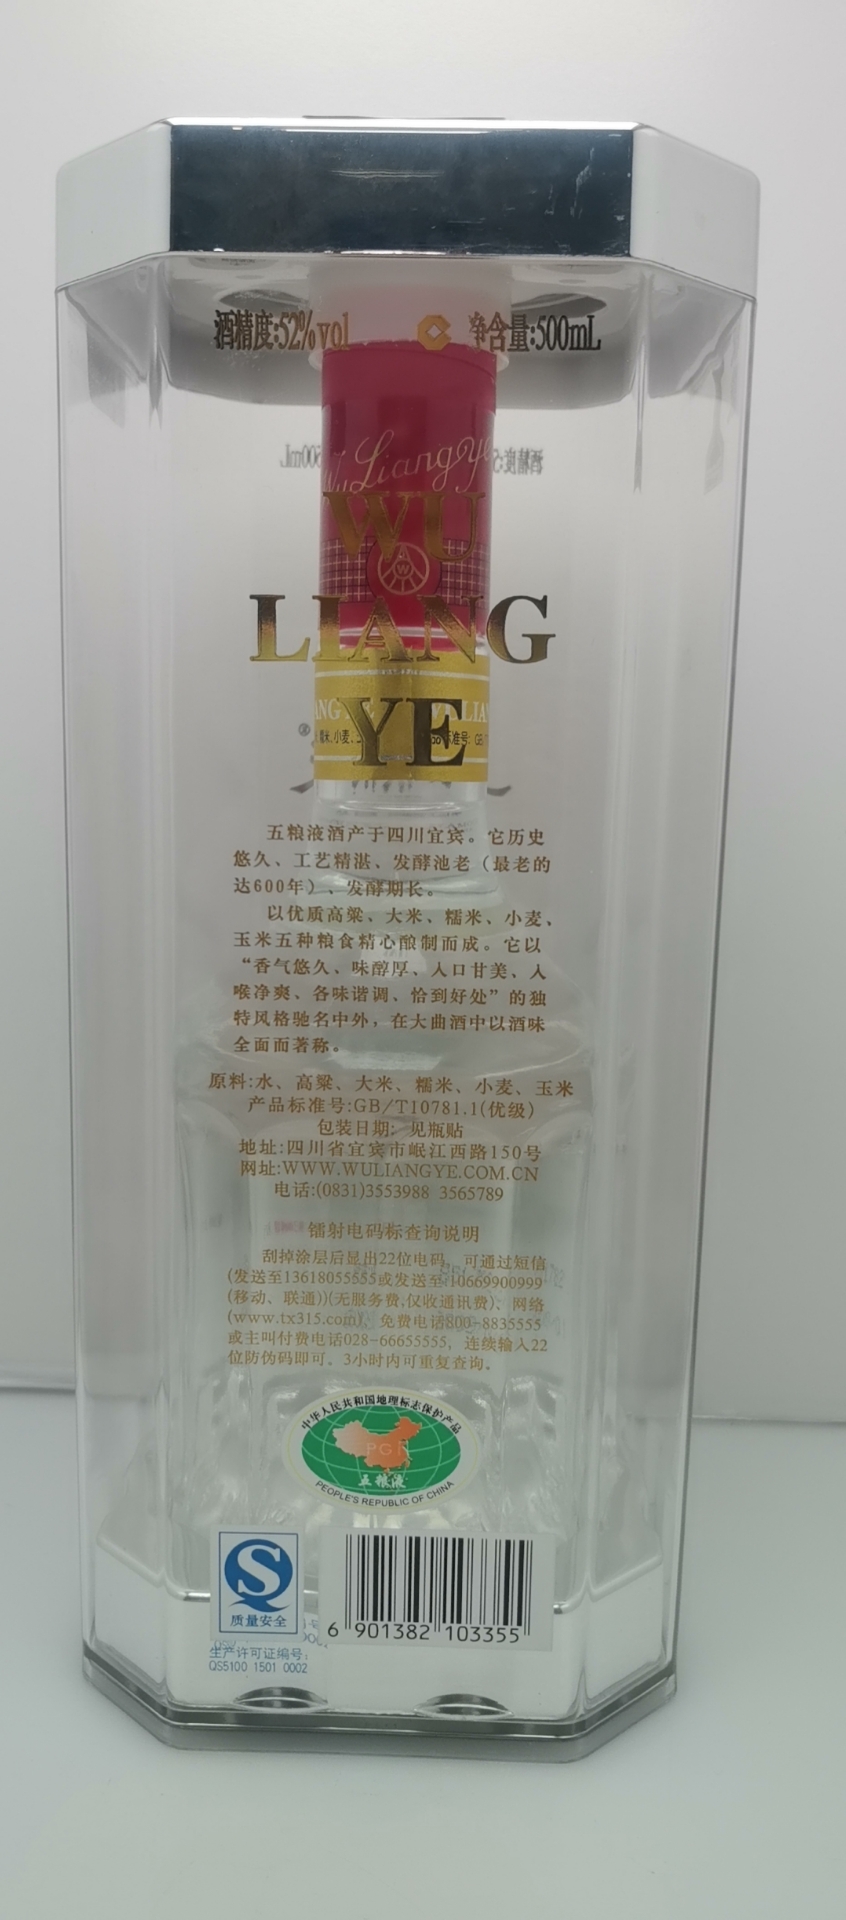 酒精度:52%vol 净含量:500mL
Wu Liang Ye
WU
LIANG
YE
五粮液酒产于四川宜宾。它历史
悠久、工艺精湛、发酵池老（最老的
达600年）、发酵期长。
以优质高粱、大米、糯米、小麦、
玉米五种粮食精心酿制而成。它以
“香气悠久、味醇厚、入口甘美、入
喉净爽、各味谐调、恰到好处”的独
特风格驰名中外，在大曲酒中以酒味
全面而著称。
原料:水、高粱、大米、糯米、小麦、玉米
产品标准号:GB/T10781.1(优级)
包装日期: 见瓶贴
地址:四川省宜宾市岷江西路150号
网址:WWW.WULIANGYE.COM.CN
电话:(0831)3553988 3565789
镭射电码标查询说明
刮掉涂层后显出22位电码，可通过短信
(发送至13618055555或发送至10669900999
(移动、联通))(无服务费,仅收通讯费)、网络
(www.tx315.com)、免费电话800-8835555
或主叫付费电话028-66655555，连续输入22
位防伪码即可。3小时内可重复查询。
中华人民共和国地理标志保护产品
PGI
五粮液
PEOPLE'S REPUBLIC OF CHINA
质量安全
生产许可证编号:
QS5100 1501 0002
6 901382 103355